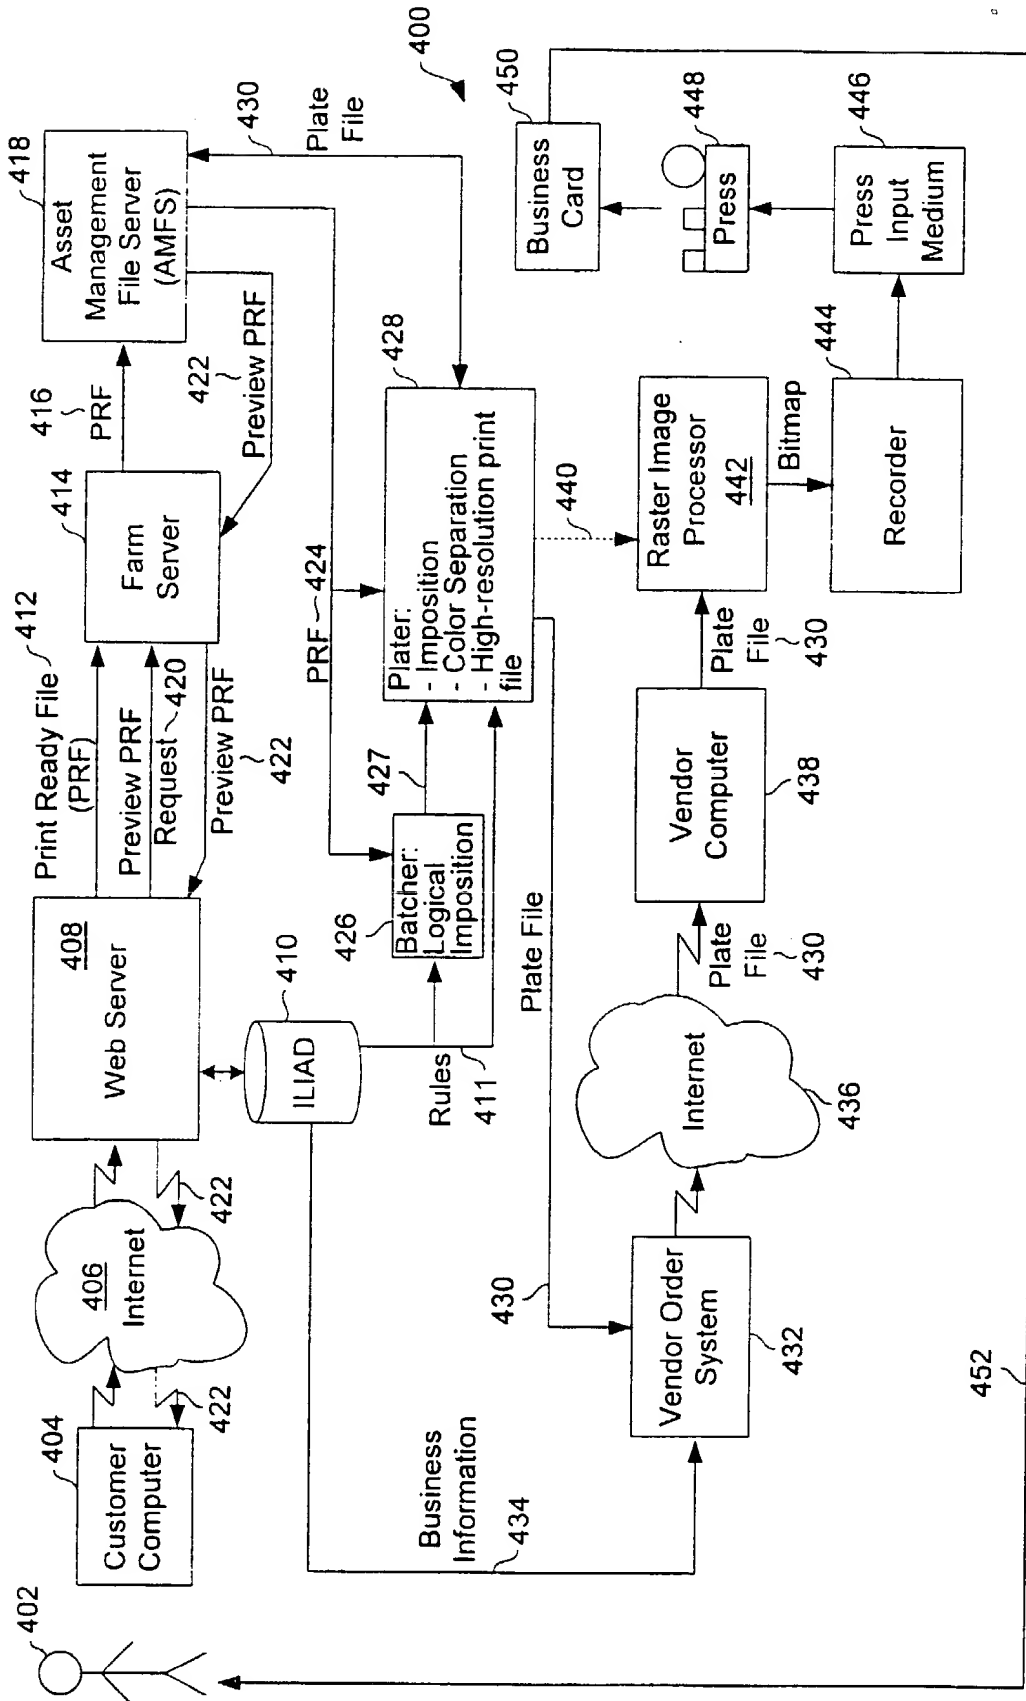 402
404
Customer
Computer
406
Internet
422
422
408
Web Server
Print Ready File
(PRF)
412
Preview PRF
Request
420
Preview PRF
422
414
Farm
Server
416
PRF
418
Asset
Management
File Server
(AMFS)
422
Preview PRF
430
Plate
File
400
410
ILIAD
Rules
411
PRF
424
426
Batcher:
Logical
Imposition
427
428
Plater:
- Imposition
- Color Separation
- High-resolution print
file
Business
Information
434
Plate File
430
440
Vendor Order
System
432
Internet
436
Plate
File
430
Vendor
Computer
438
Plate
File
430
Raster Image
Processor
442
Bitmap
444
Recorder
446
Press
Input
Medium
448
Press
450
Business
Card
452